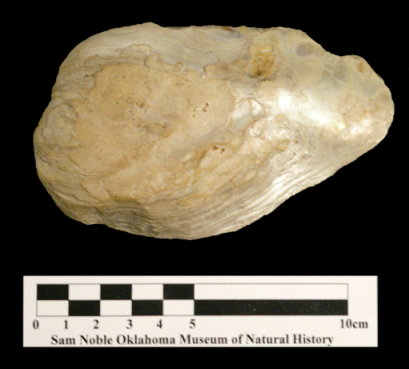 0 1 2 3 4 5 10cm
Sam Noble Oklahoma Museum of Natural History